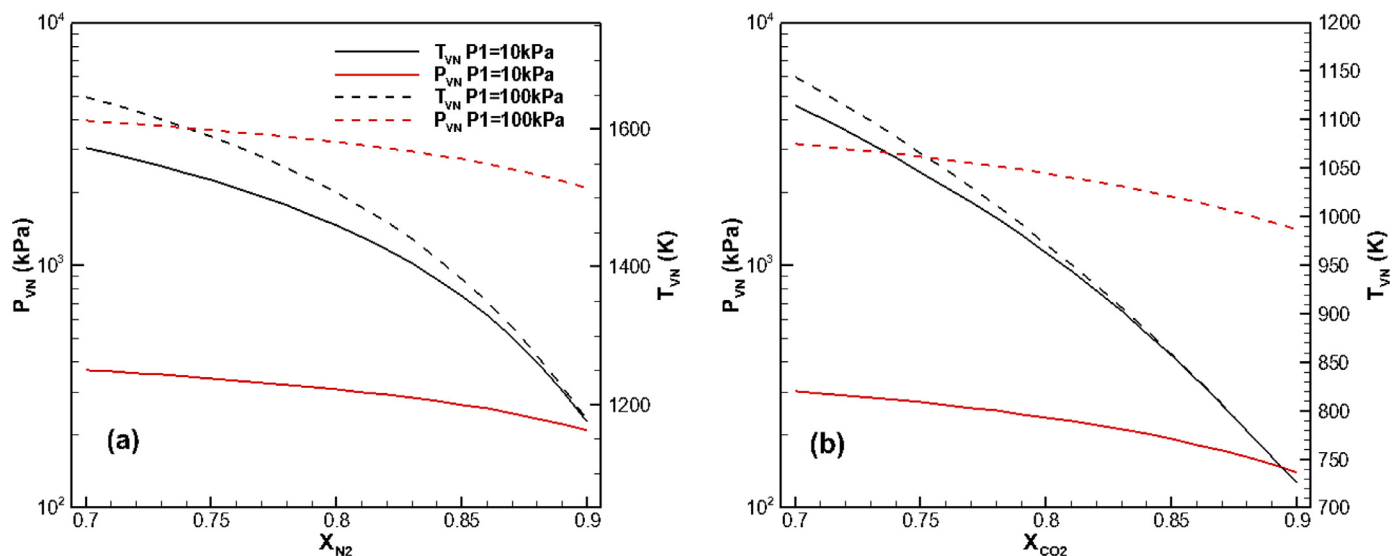 10⁴
10³
10²
P_VN (kPa)
T_VN P1=10kPa
P_VN P1=10kPa
T_VN P1=100kPa
P_VN P1=100kPa
(a)
1600
1400
1200
T_VN (K)
0.7 0.75 0.8 0.85 0.9
X_N2
10⁴
10³
10²
P_VN (kPa)
(b)
1200
1150
1100
1050
1000
950
900
850
800
750
700
T_VN (K)
0.7 0.75 0.8 0.85 0.9
X_CO2